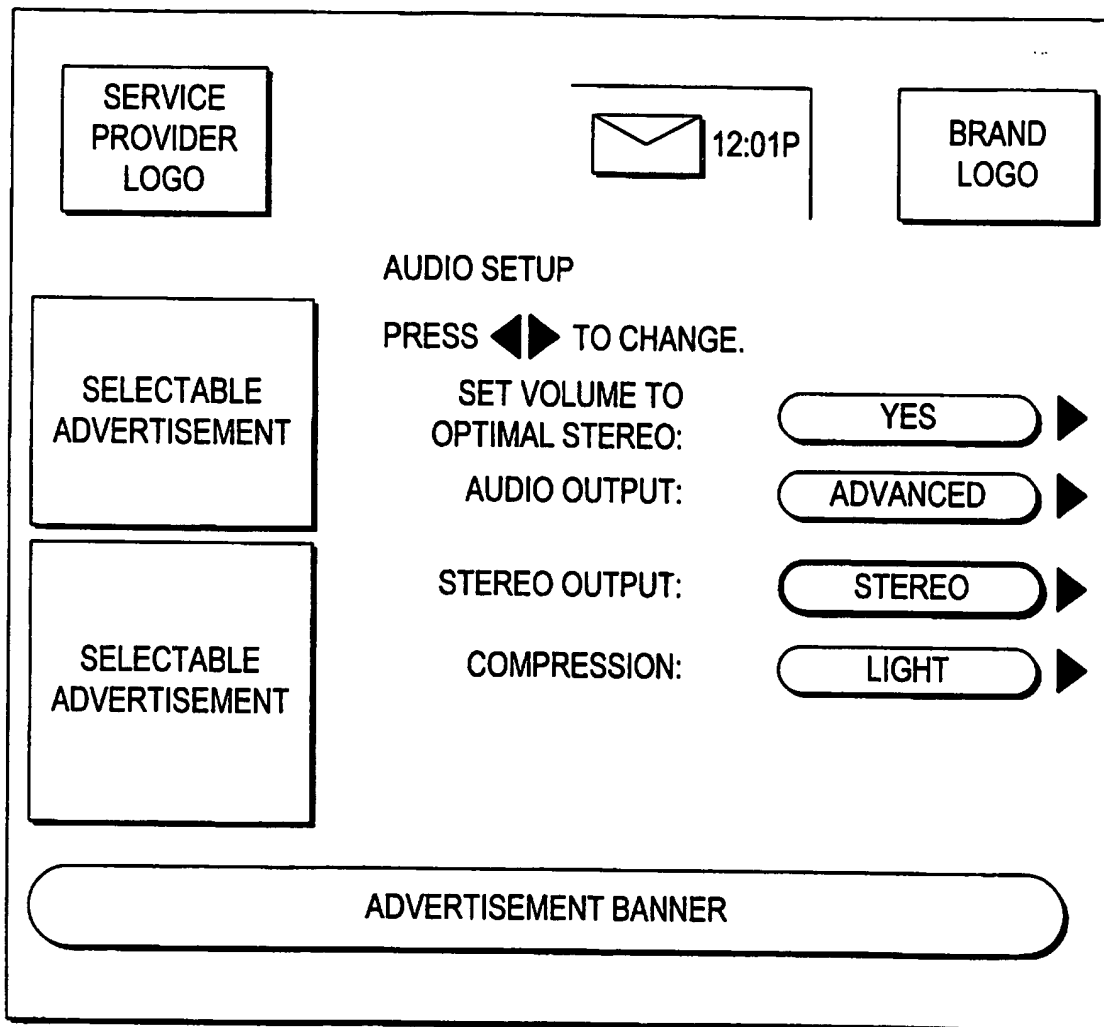 SERVICE
PROVIDER
LOGO
12:01P
BRAND
LOGO
AUDIO SETUP
PRESS ◀▶ TO CHANGE.
SELECTABLE
ADVERTISEMENT
SET VOLUME TO
OPTIMAL STEREO:
YES
AUDIO OUTPUT:
ADVANCED
STEREO OUTPUT:
STEREO
SELECTABLE
ADVERTISEMENT
COMPRESSION:
LIGHT
ADVERTISEMENT BANNER